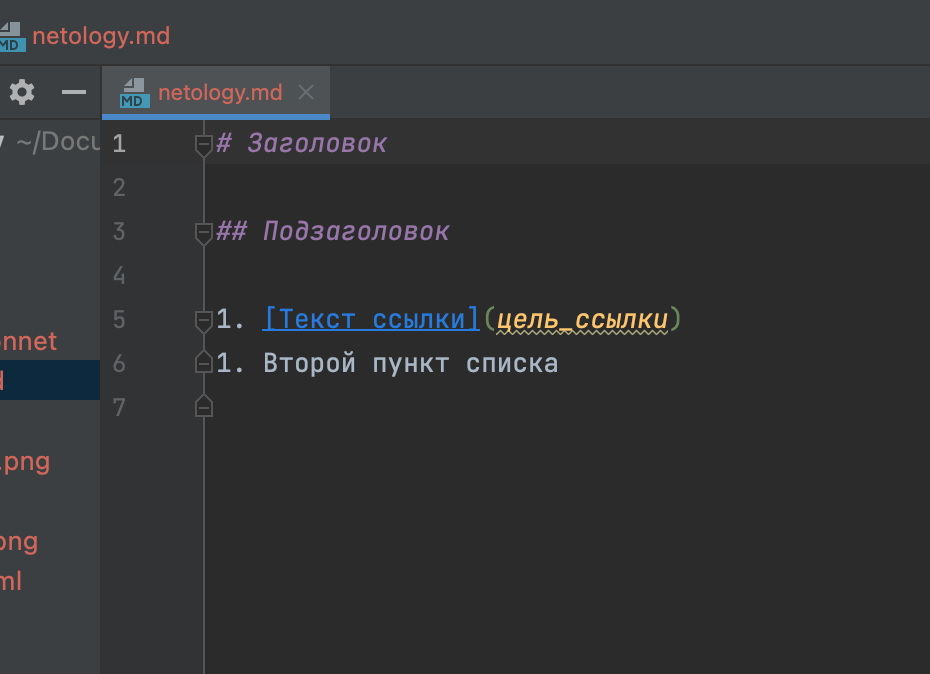 MD netology.md
MD netology.md
~/Docu
1 # Заголовок
2
3 ## Подзаголовок
4
5 1. [Текст ссылки](цель_ссылки)
6 1. Второй пункт списка
7
nnet
.png
png
ml